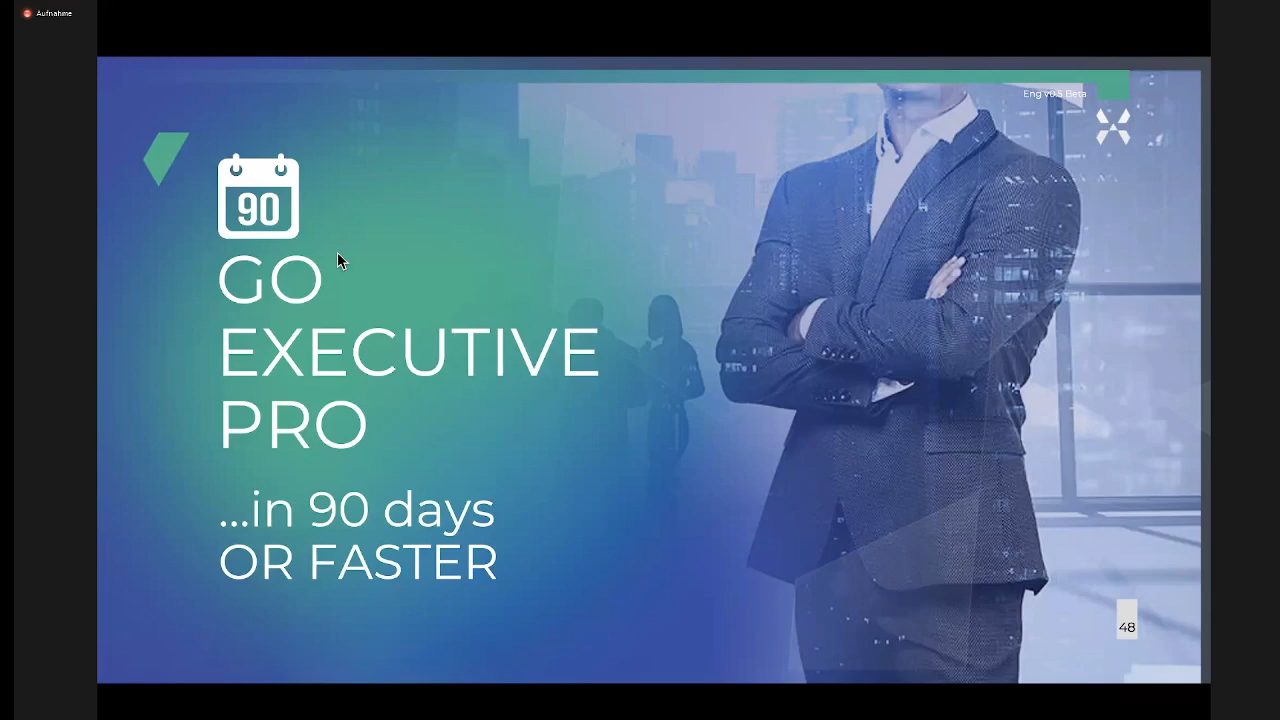 Aufnahme
Eng v0.5 Beta
90
GO
EXECUTIVE
PRO
...in 90 days
OR FASTER
48